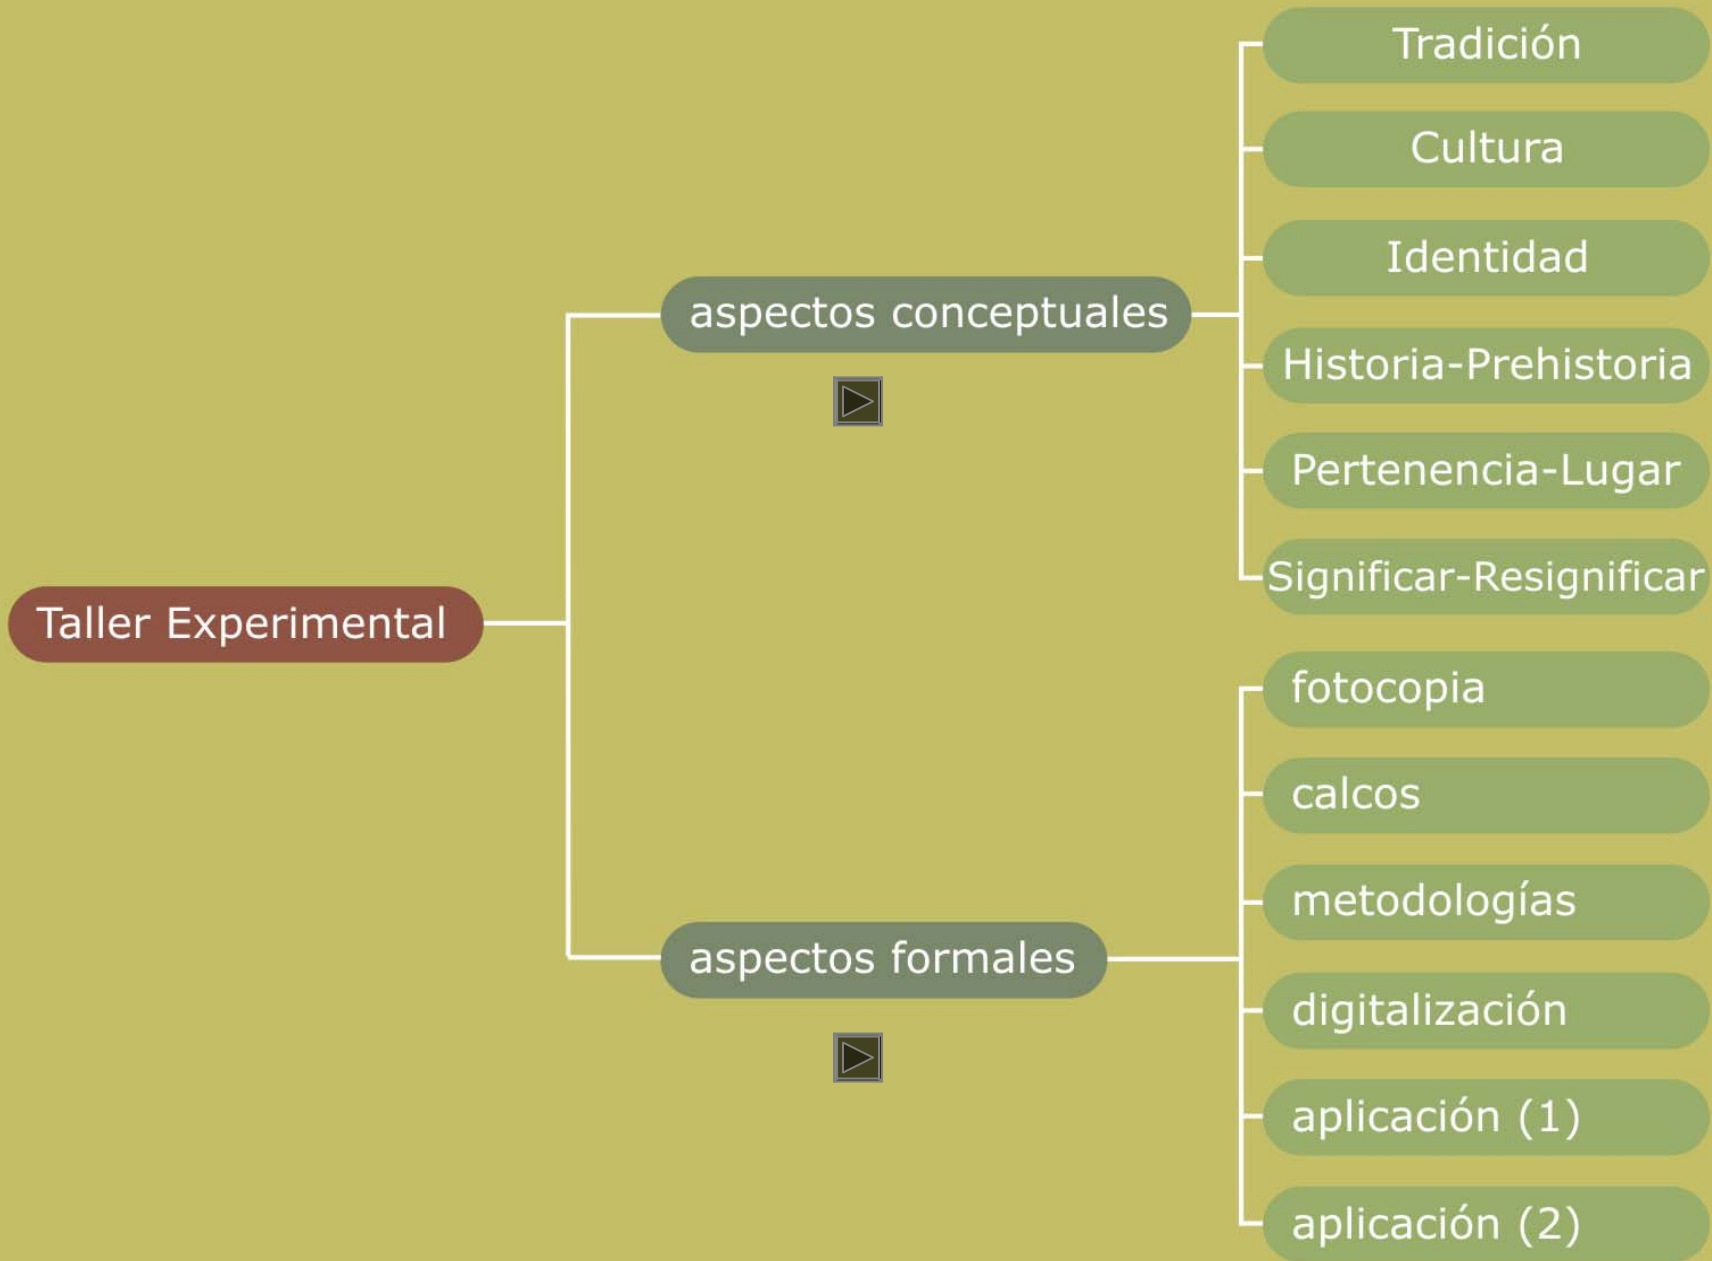 Taller Experimental
aspectos conceptuales
Tradición
Cultura
Identidad
Historia-Prehistoria
Pertenencia-Lugar
Significar-Resignificar
aspectos formales
fotocopia
calcos
metodologías
digitalización
aplicación (1)
aplicación (2)